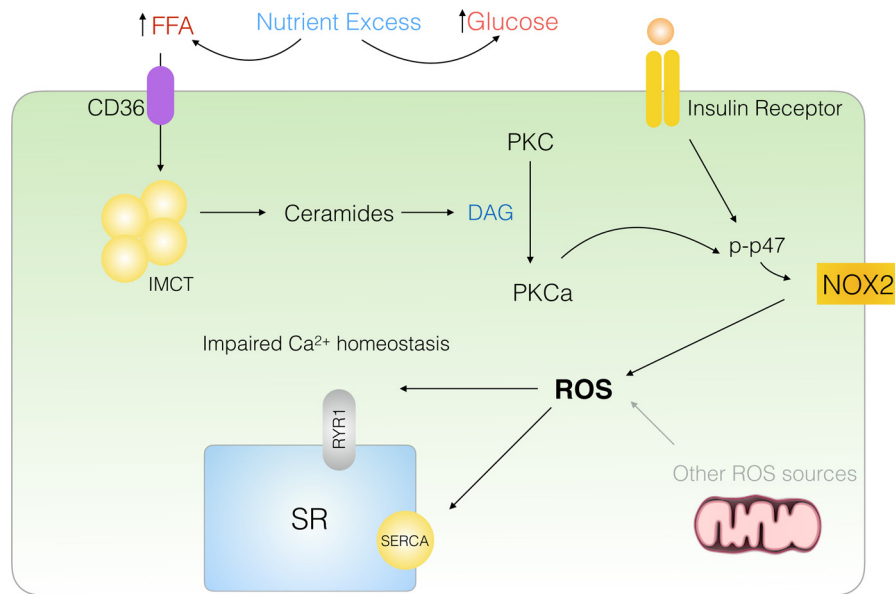 ↑FFA
Nutrient Excess
↑Glucose
CD36
Insulin Receptor
PKC
Ceramides
DAG
IMCT
p-p47
PKCa
NOX2
Impaired Ca²⁺ homeostasis
ROS
RYR1
Other ROS sources
SR
SERCA